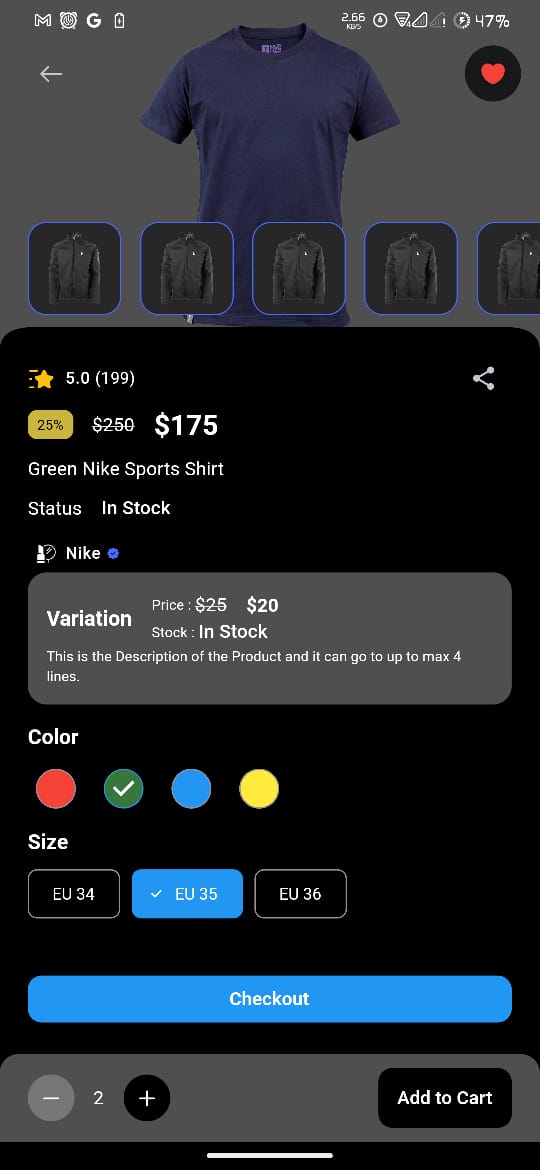 2.66
KB/S
47%
5.0 (199)
25% $250 $175
Green Nike Sports Shirt
Status In Stock
Nike
Variation
Price : $25 $20
Stock : In Stock
This is the Description of the Product and it can go to up to max 4
lines.
Color
Size
EU 34 EU 35 EU 36
Checkout
2 Add to Cart